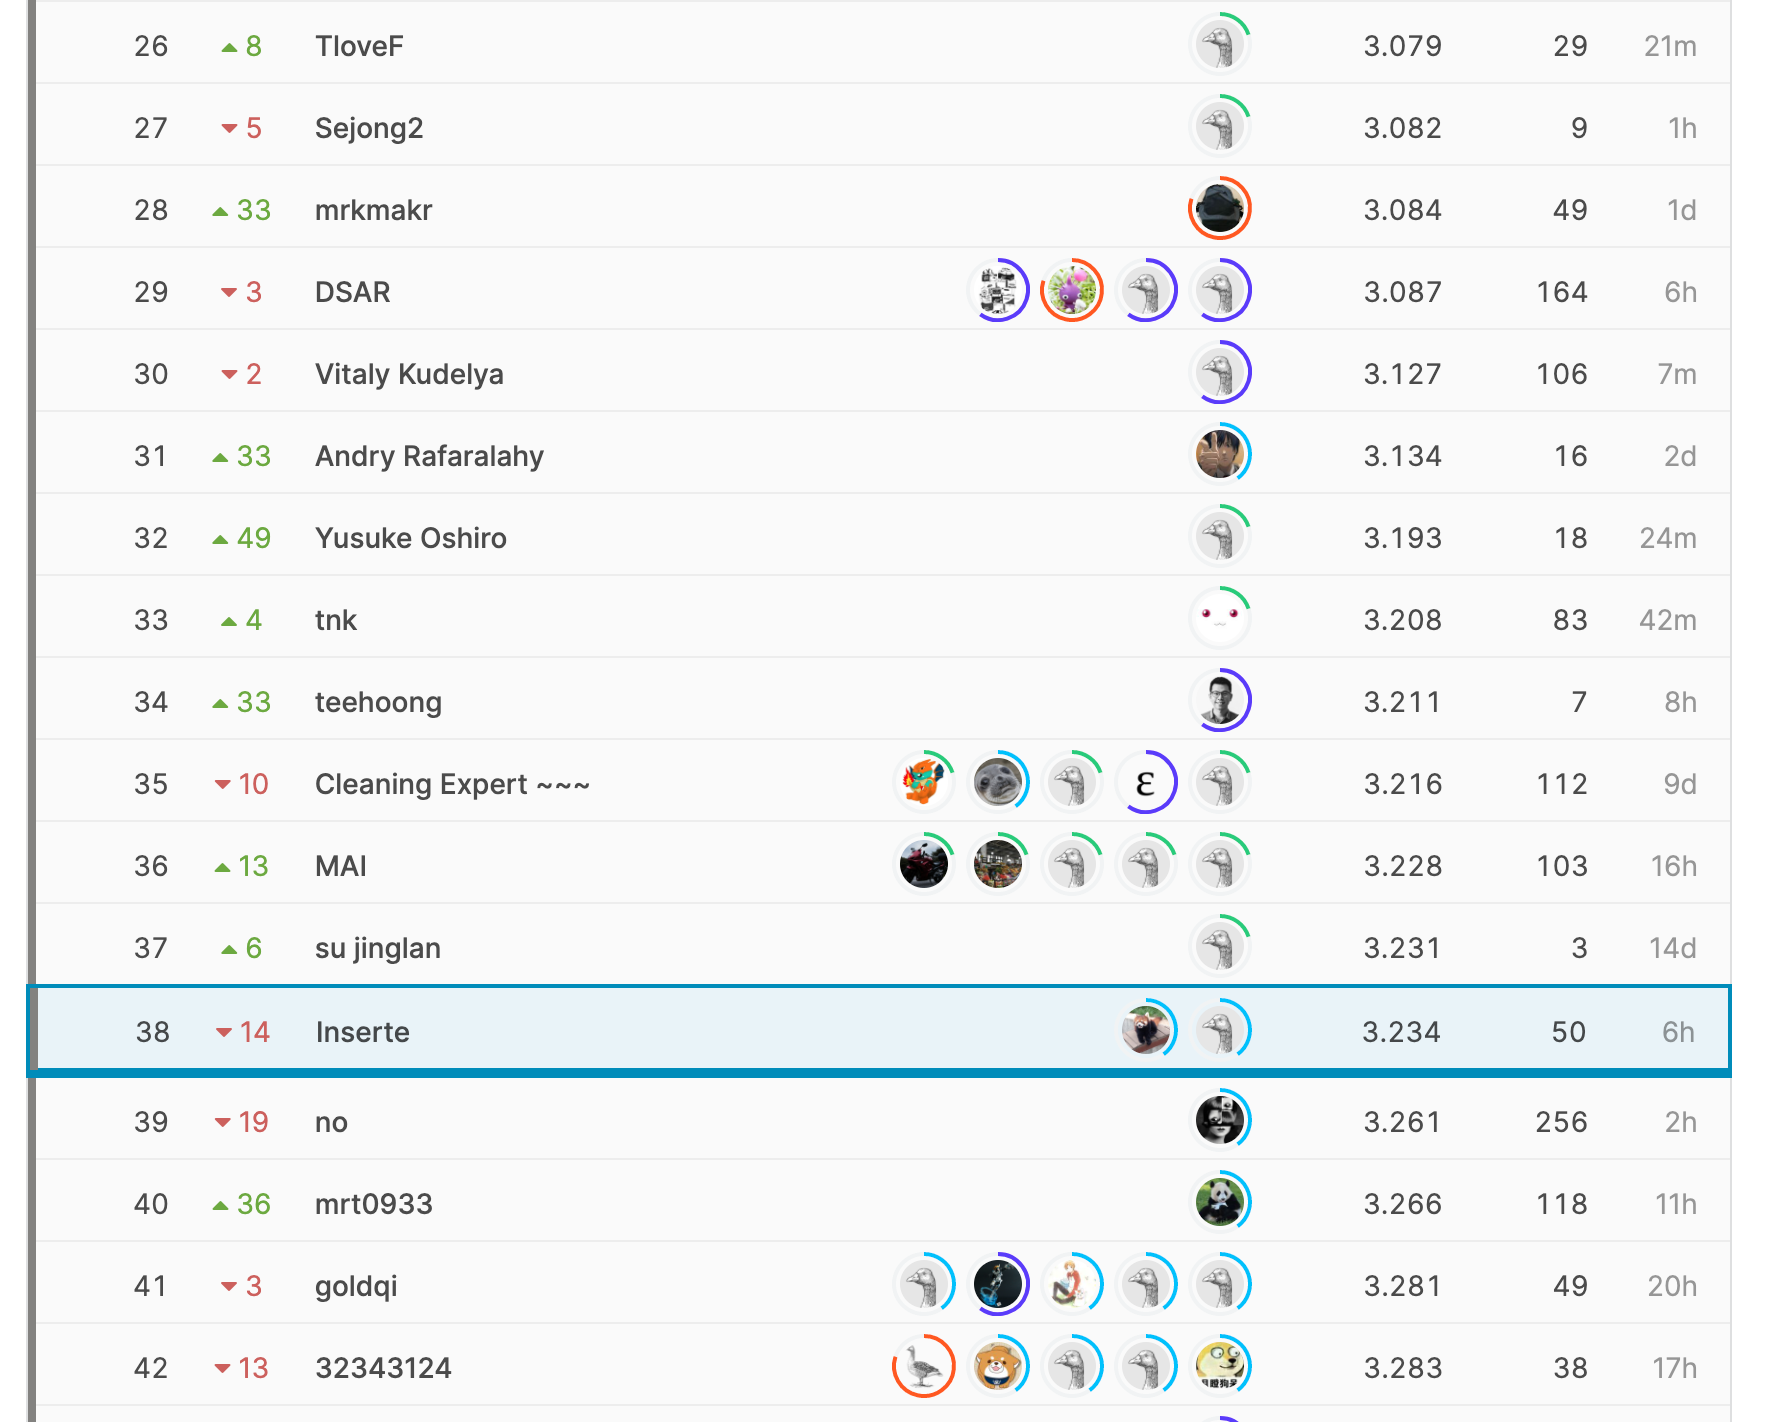 26 8 TloveF 3.079 29 21m
27 5 Sejong2 3.082 9 1h
28 33 mrkmakr 3.084 49 1d
29 3 DSAR 3.087 164 6h
30 2 Vitaly Kudelya 3.127 106 7m
31 33 Andry Rafaralahy 3.134 16 2d
32 49 Yusuke Oshiro 3.193 18 24m
33 4 tnk 3.208 83 42m
34 33 teehoong 3.211 7 8h
35 10 Cleaning Expert ~~~ ε 3.216 112 9d
36 13 MAI 3.228 103 16h
37 6 su jinglan 3.231 3 14d
38 14 Inserte 3.234 50 6h
39 19 no 3.261 256 2h
40 36 mrt0933 3.266 118 11h
41 3 goldqi 3.281 49 20h
42 13 32343124 3.283 38 17h